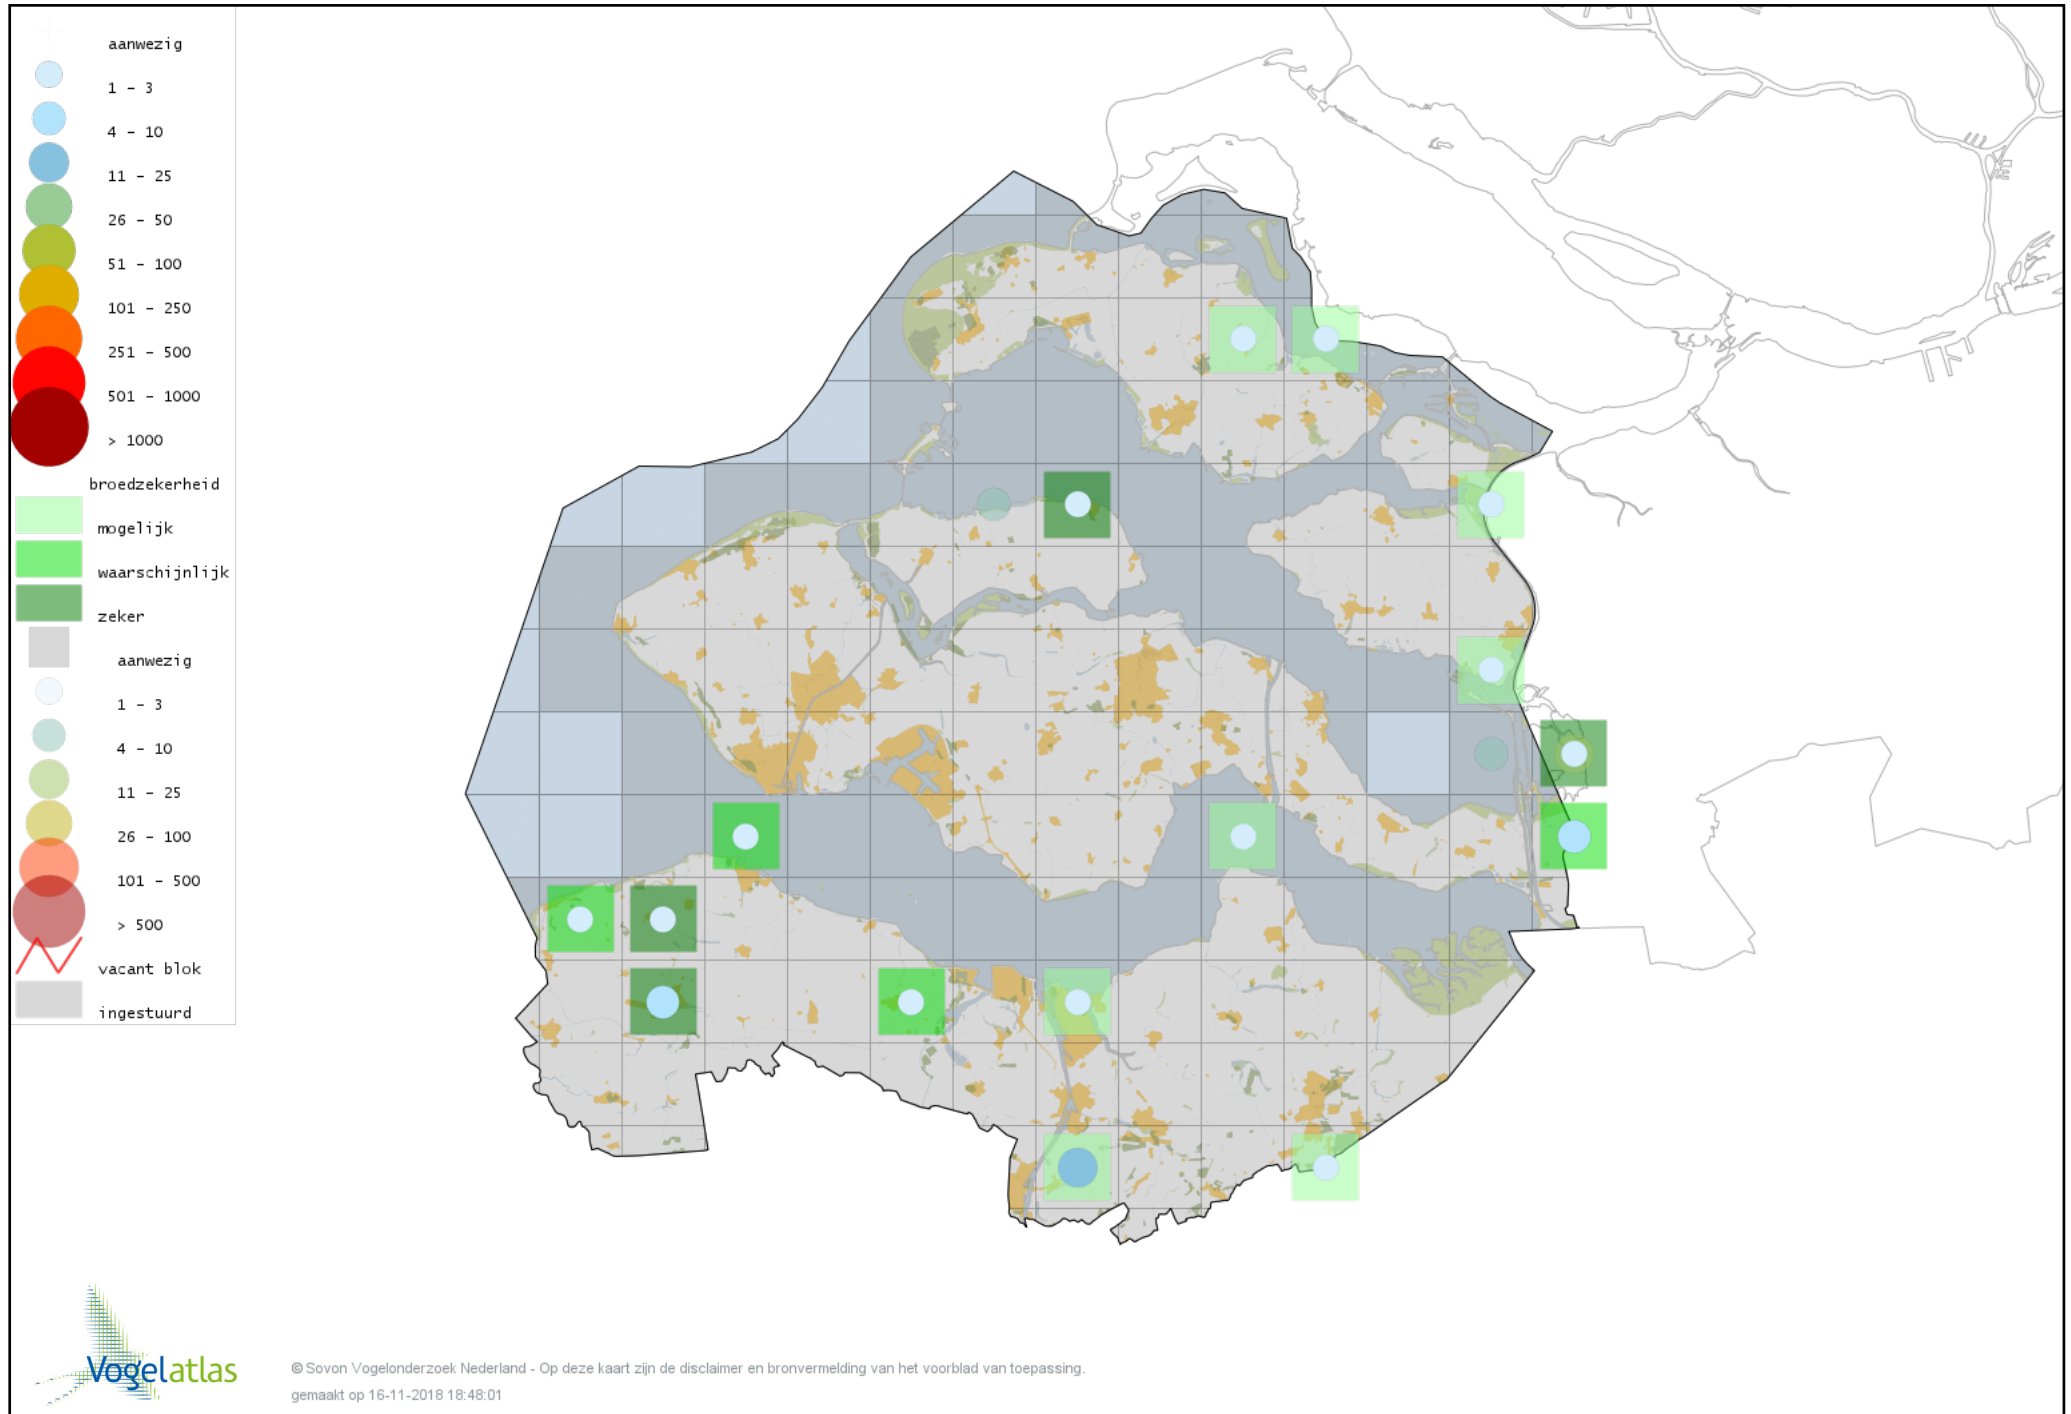 aanwezig
1 - 3
4 - 10
11 - 25
26 - 50
51 - 100
101 - 250
251 - 500
501 - 1000
> 1000
broedzekerheid
mogelijk
waarschijnlijk
zeker
aanwezig
1 - 3
4 - 10
11 - 25
26 - 100
101 - 500
> 500
vacant blok
ingestuurd
Vogelatlas
© Sovon Vogelonderzoek Nederland - Op deze kaart zijn de disclaimer en bronvermelding van het voorblad van toepassing.
gemaakt op 16-11-2018 18:48:01